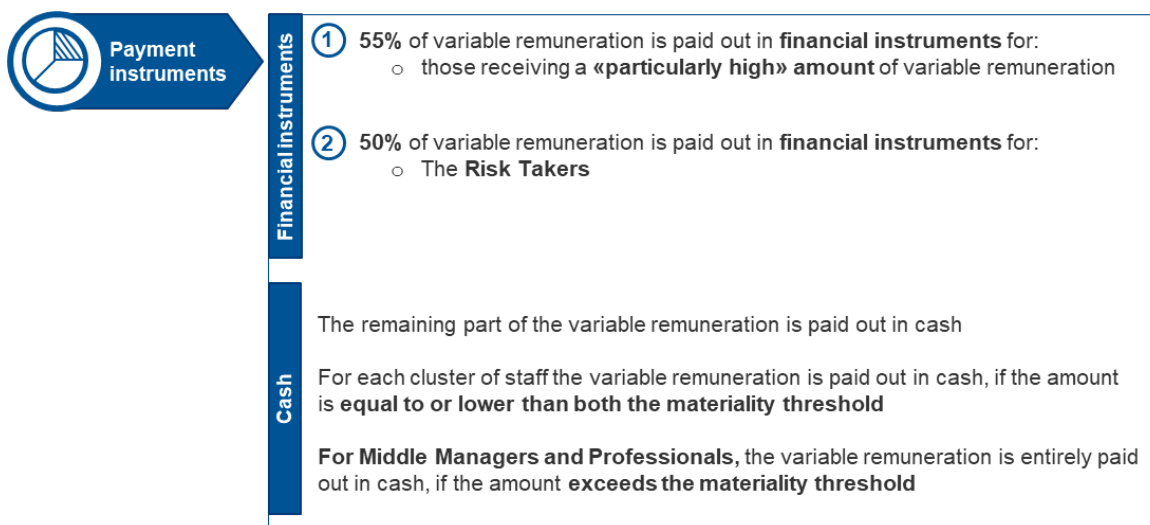 Payment
instruments
Financial instruments
1 55% of variable remuneration is paid out in financial instruments for:
o those receiving a «particularly high» amount of variable remuneration
2 50% of variable remuneration is paid out in financial instruments for:
o The Risk Takers
Cash
The remaining part of the variable remuneration is paid out in cash
For each cluster of staff the variable remuneration is paid out in cash, if the amount
is equal to or lower than both the materiality threshold
For Middle Managers and Professionals, the variable remuneration is entirely paid
out in cash, if the amount exceeds the materiality threshold